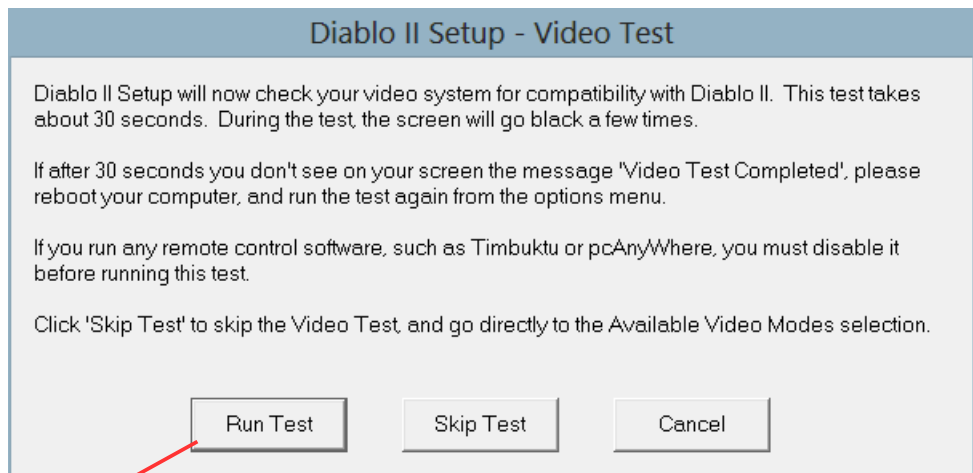 Diablo II Setup - Video Test
Diablo II Setup will now check your video system for compatibility with Diablo II.  This test takes
about 30 seconds.  During the test, the screen will go black a few times.
If after 30 seconds you don't see on your screen the message 'Video Test Completed', please
reboot your computer, and run the test again from the options menu.
If you run any remote control software, such as Timbuktu or pcAnyWhere, you must disable it
before running this test.
Click 'Skip Test' to skip the Video Test, and go directly to the Available Video Modes selection.
Run Test
Skip Test
Cancel